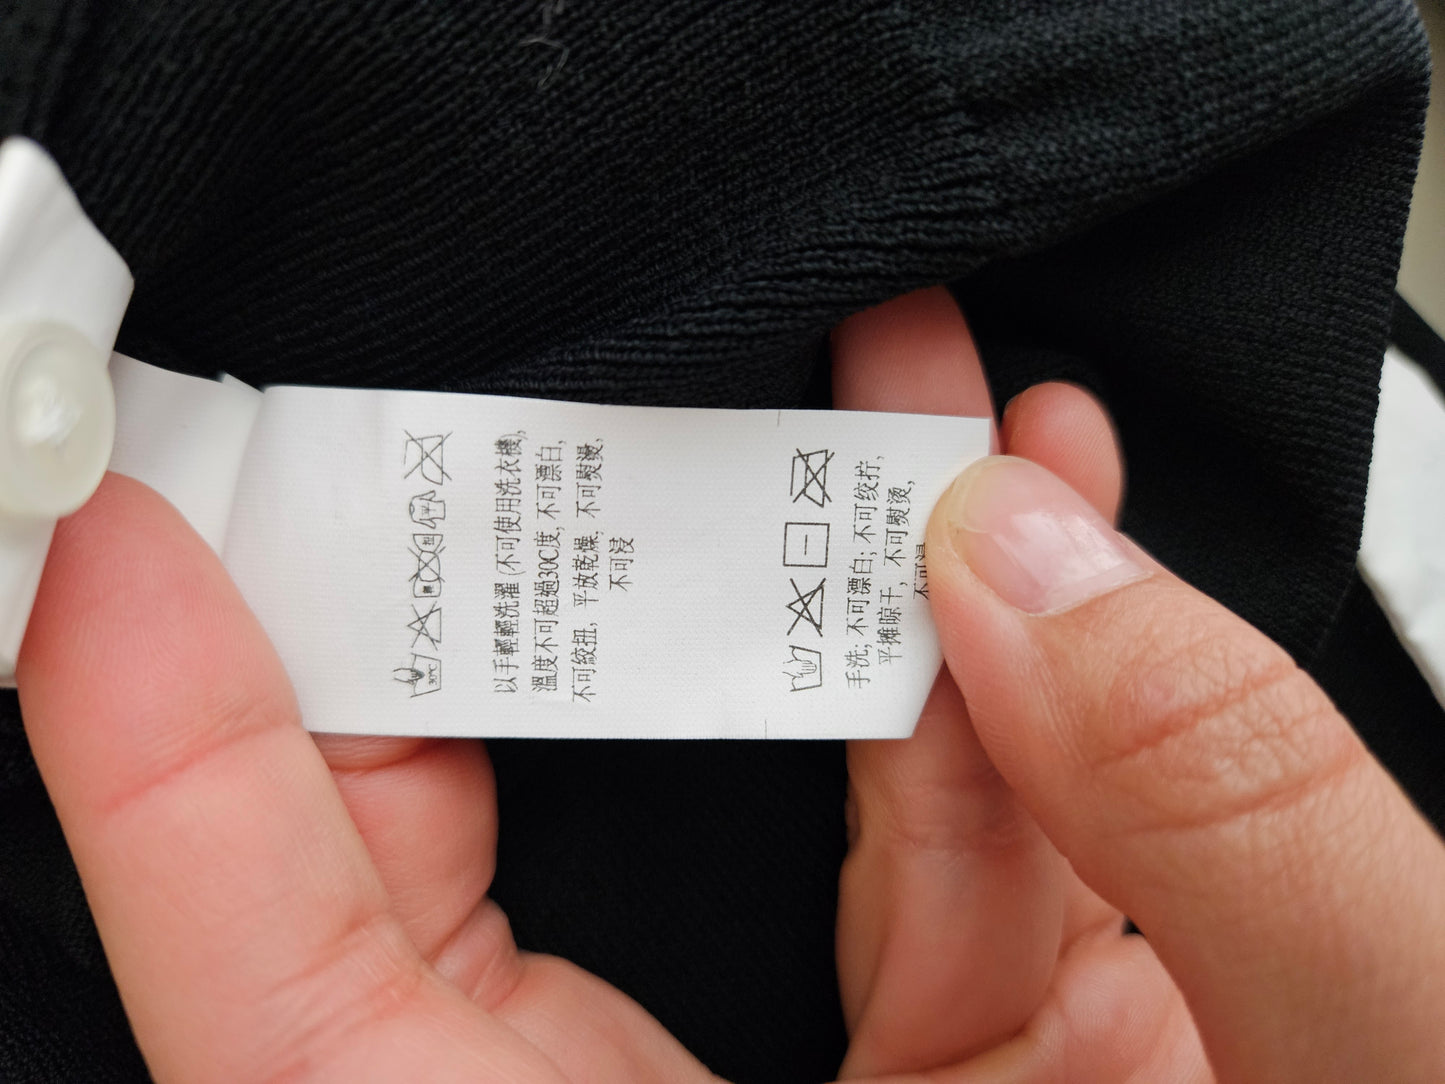 30℃
以手輕輕洗濯 (不可使用洗衣機),
溫度不可超過30C度, 不可漂白,
不可絞扭, 平放乾燥, 不可熨燙,
不可浸
手洗; 不可漂白; 不可绞拧,
平摊晾干, 不可熨烫,
不可浸